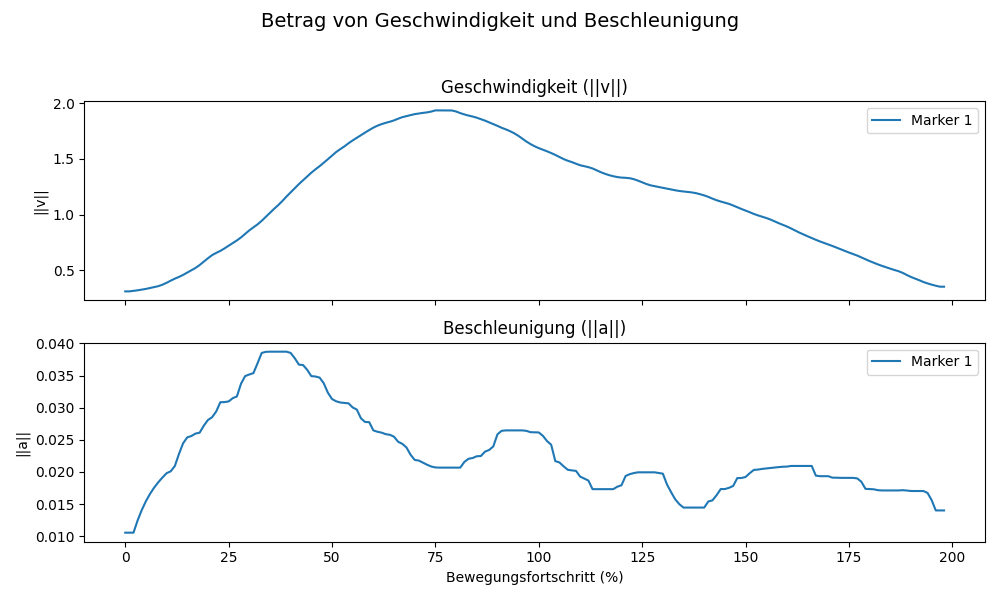 Betrag von Geschwindigkeit und Beschleunigung
Geschwindigkeit (||v||)
2.0
1.5
1.0
0.5
||v||
Marker 1
Beschleunigung (||a||)
0.040
0.035
0.030
0.025
0.020
0.015
0.010
||a||
Marker 1
0 25 50 75 100 125 150 175 200
Bewegungsfortschritt (%)